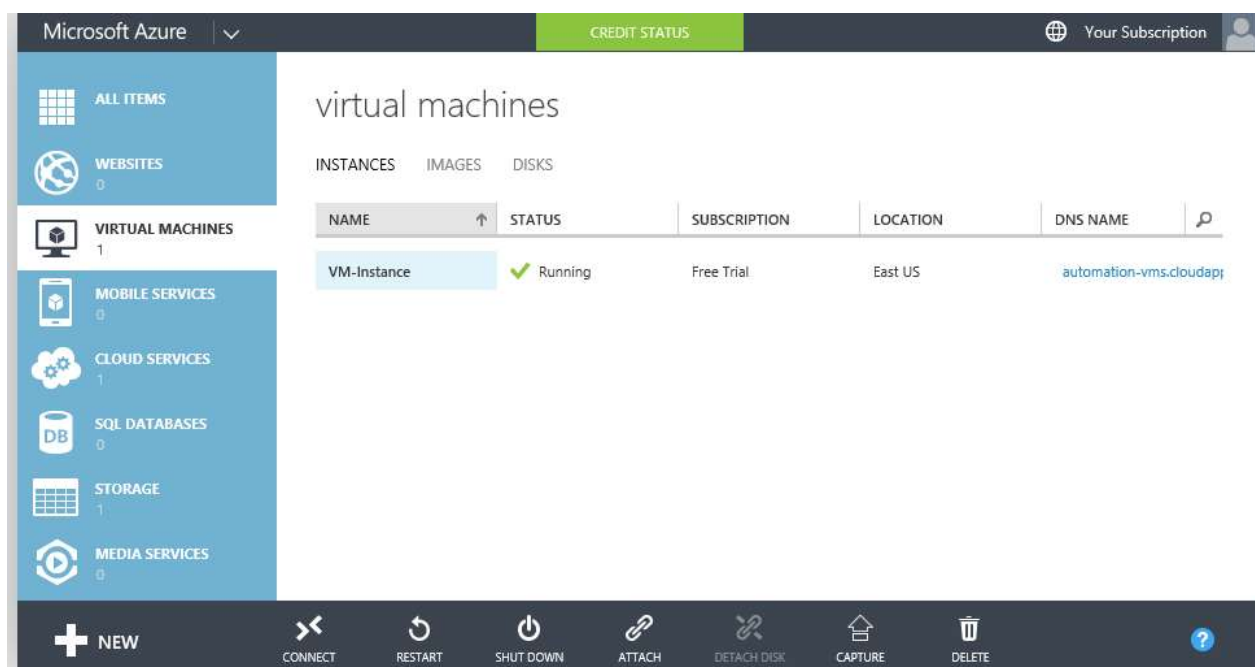 Microsoft Azure
CREDIT STATUS
Your Subscription
ALL ITEMS
WEBSITES
0
VIRTUAL MACHINES
1
MOBILE SERVICES
0
CLOUD SERVICES
1
SQL DATABASES
0
DB
STORAGE
1
MEDIA SERVICES
0
virtual machines
INSTANCES IMAGES DISKS
NAME STATUS SUBSCRIPTION LOCATION DNS NAME
VM-Instance Running Free Trial East US automation-vms.cloudapp
NEW
CONNECT RESTART SHUT DOWN ATTACH DETACH DISK CAPTURE DELETE
?